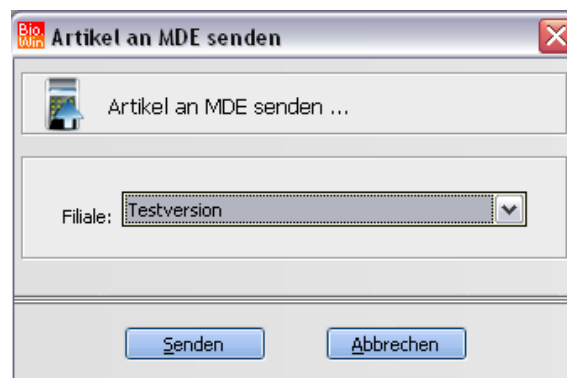 Bio. Win Artikel an MDE senden
Artikel an MDE senden ...
Filiale: Testversion
Senden Abbrechen